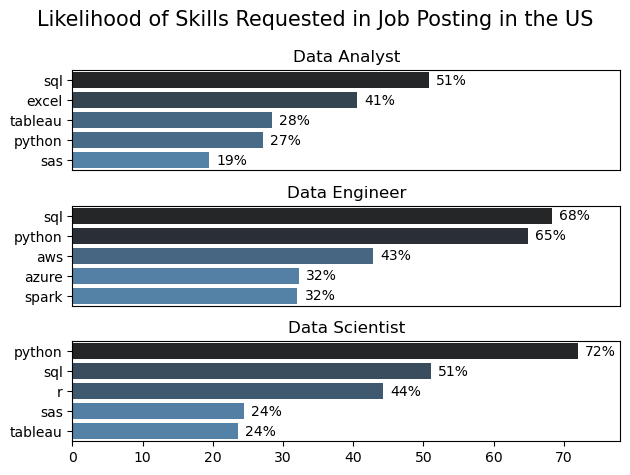 Likelihood of Skills Requested in Job Posting in the US
Data Analyst
sql 51%
excel 41%
tableau 28%
python 27%
sas 19%
Data Engineer
sql 68%
python 65%
aws 43%
azure 32%
spark 32%
Data Scientist
python 72%
sql 51%
r 44%
sas 24%
tableau 24%
0 10 20 30 40 50 60 70